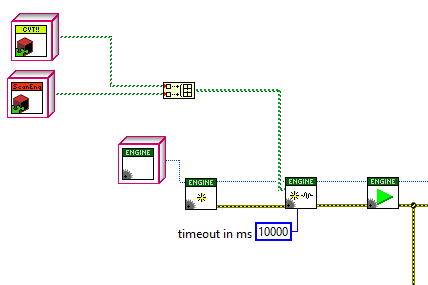 CVT!!
ScanEng
ENGINE
ENGINE
ENGINE
ENGINE
timeout in ms 10000